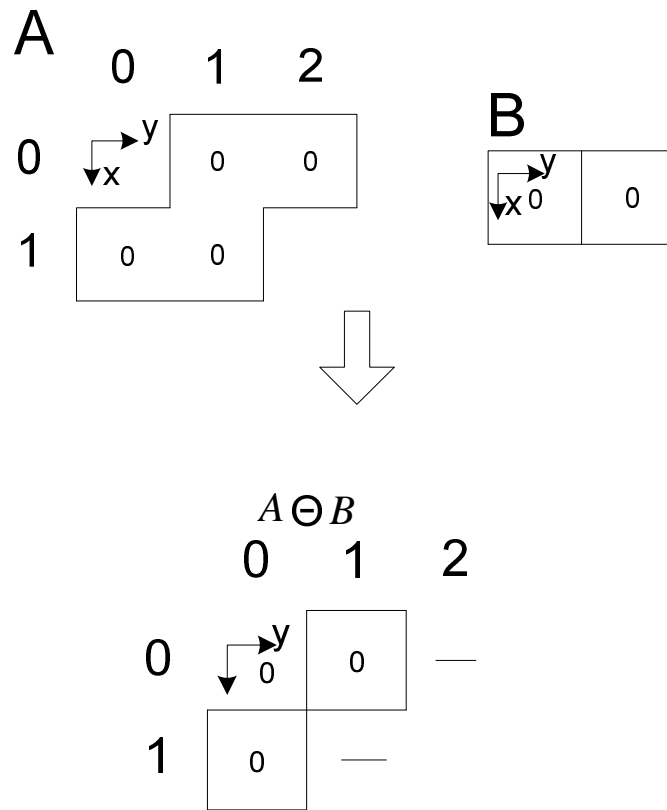 A
0 1 2
B
0 y 0 0
x
y
x 0 0
1 0 0
A Θ B
0 1 2
0 y 0 —
0
1 0 —